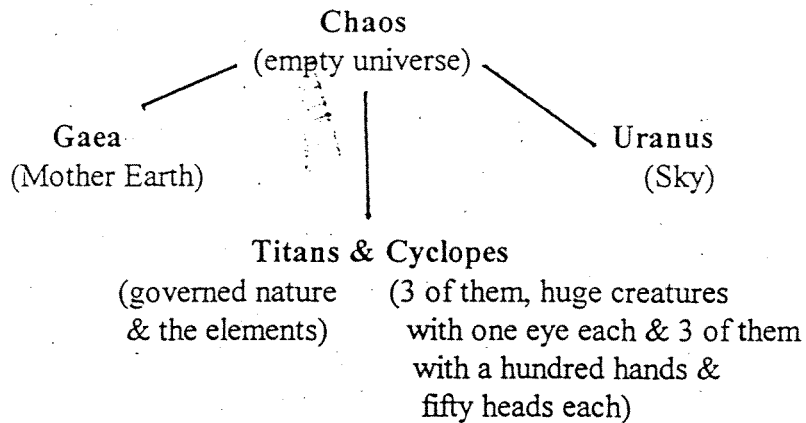 Chaos
(empty universe)
Gaea
(Mother Earth)
Uranus
(Sky)
Titans & Cyclopes
(governed nature
& the elements)
(3 of them, huge creatures
with one eye each & 3 of them
with a hundred hands &
fifty heads each)